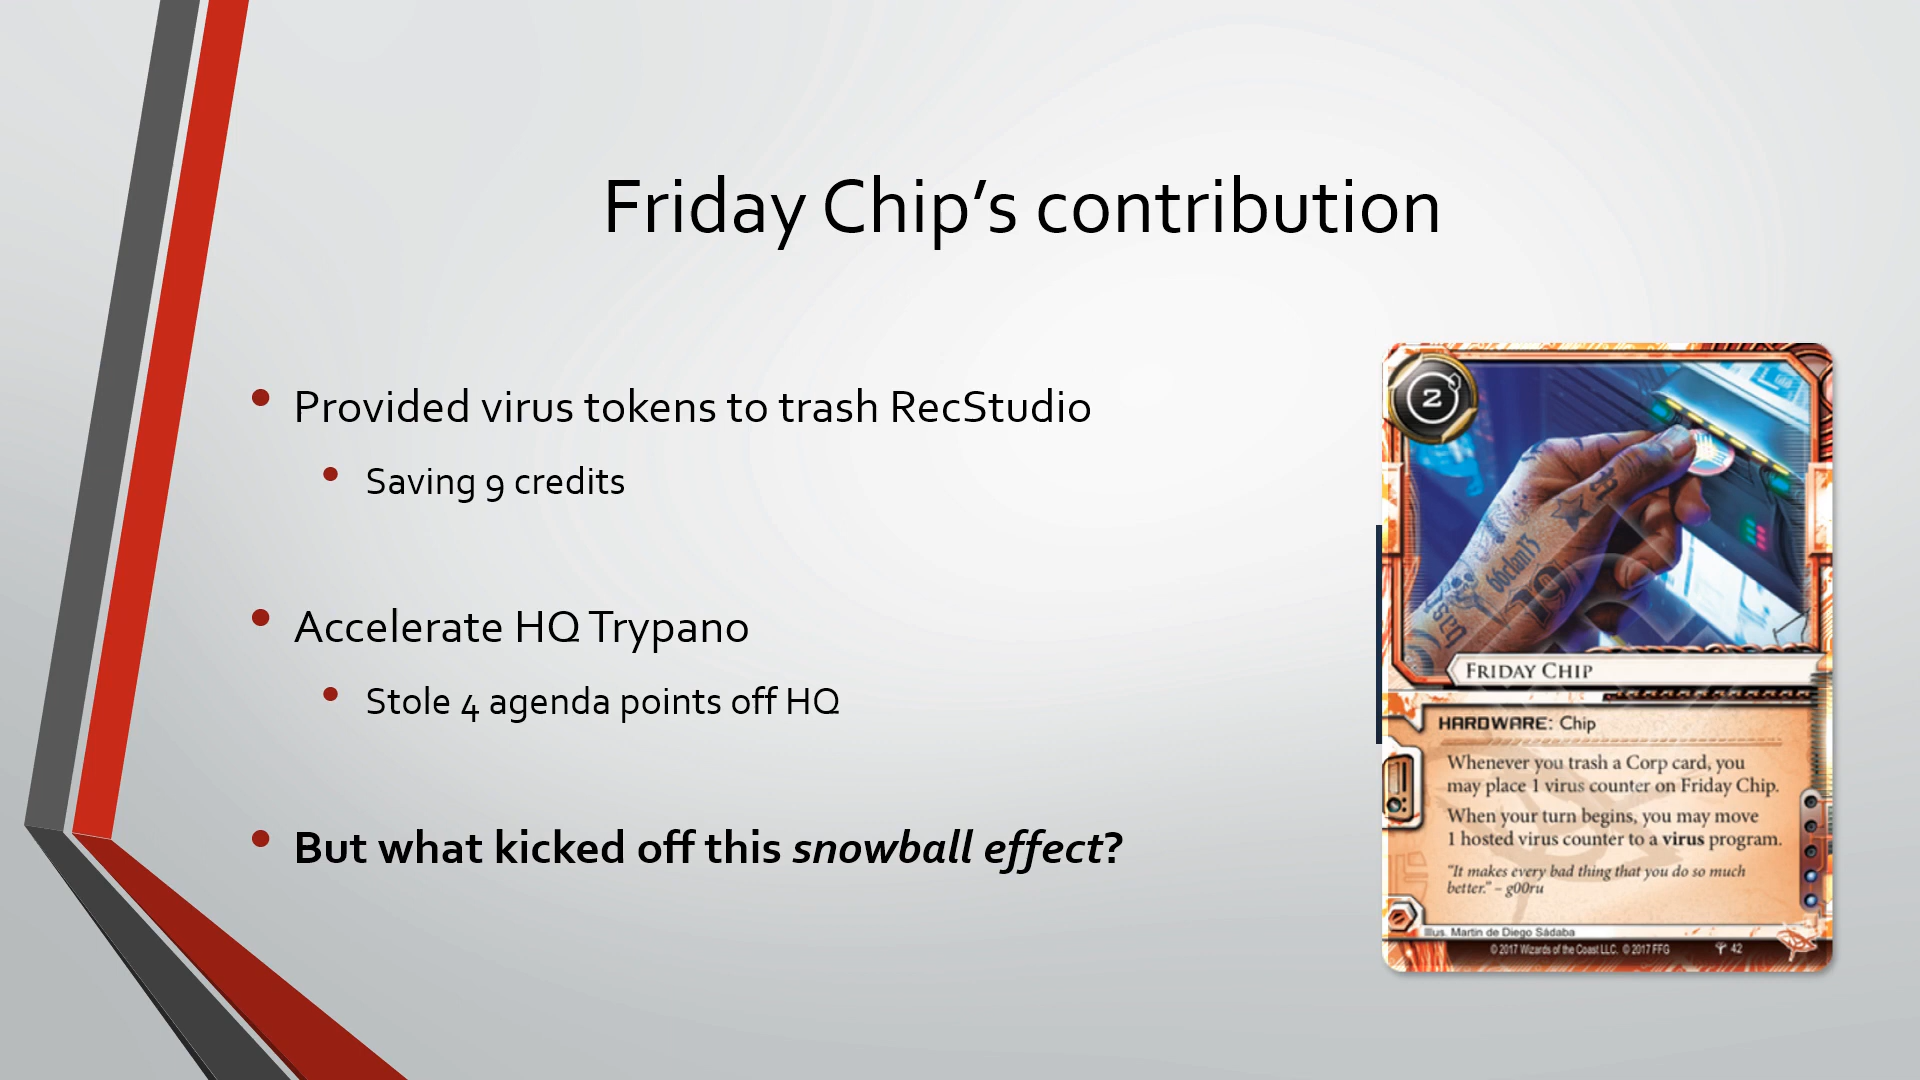 Friday Chip’s contribution
• Provided virus tokens to trash RecStudio
• Saving 9 credits
• Accelerate HQ Trypano
• Stole 4 agenda points off HQ
• But what kicked off this snowball effect?
2
FRIDAY CHIP
HARDWARE: Chip
Whenever you trash a Corp card, you
may place 1 virus counter on Friday Chip.
When your turn begins, you may move
1 hosted virus counter to a virus program.
“It makes every bad thing that you do so much
better.” – g00ru
Illus. Martin de Diego Sádaba
© 2017 Wizards of the Coast LLC. © 2017 FFG 42